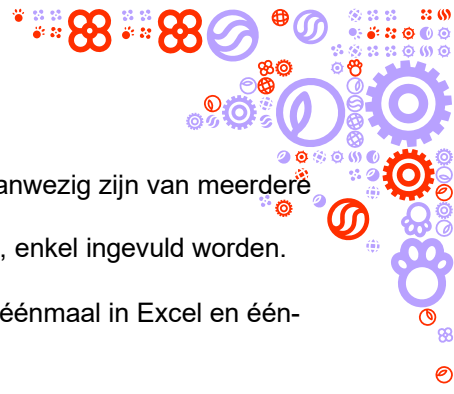 anwezig zijn van meerdere
, enkel ingevuld worden.
éénmaal in Excel en één-